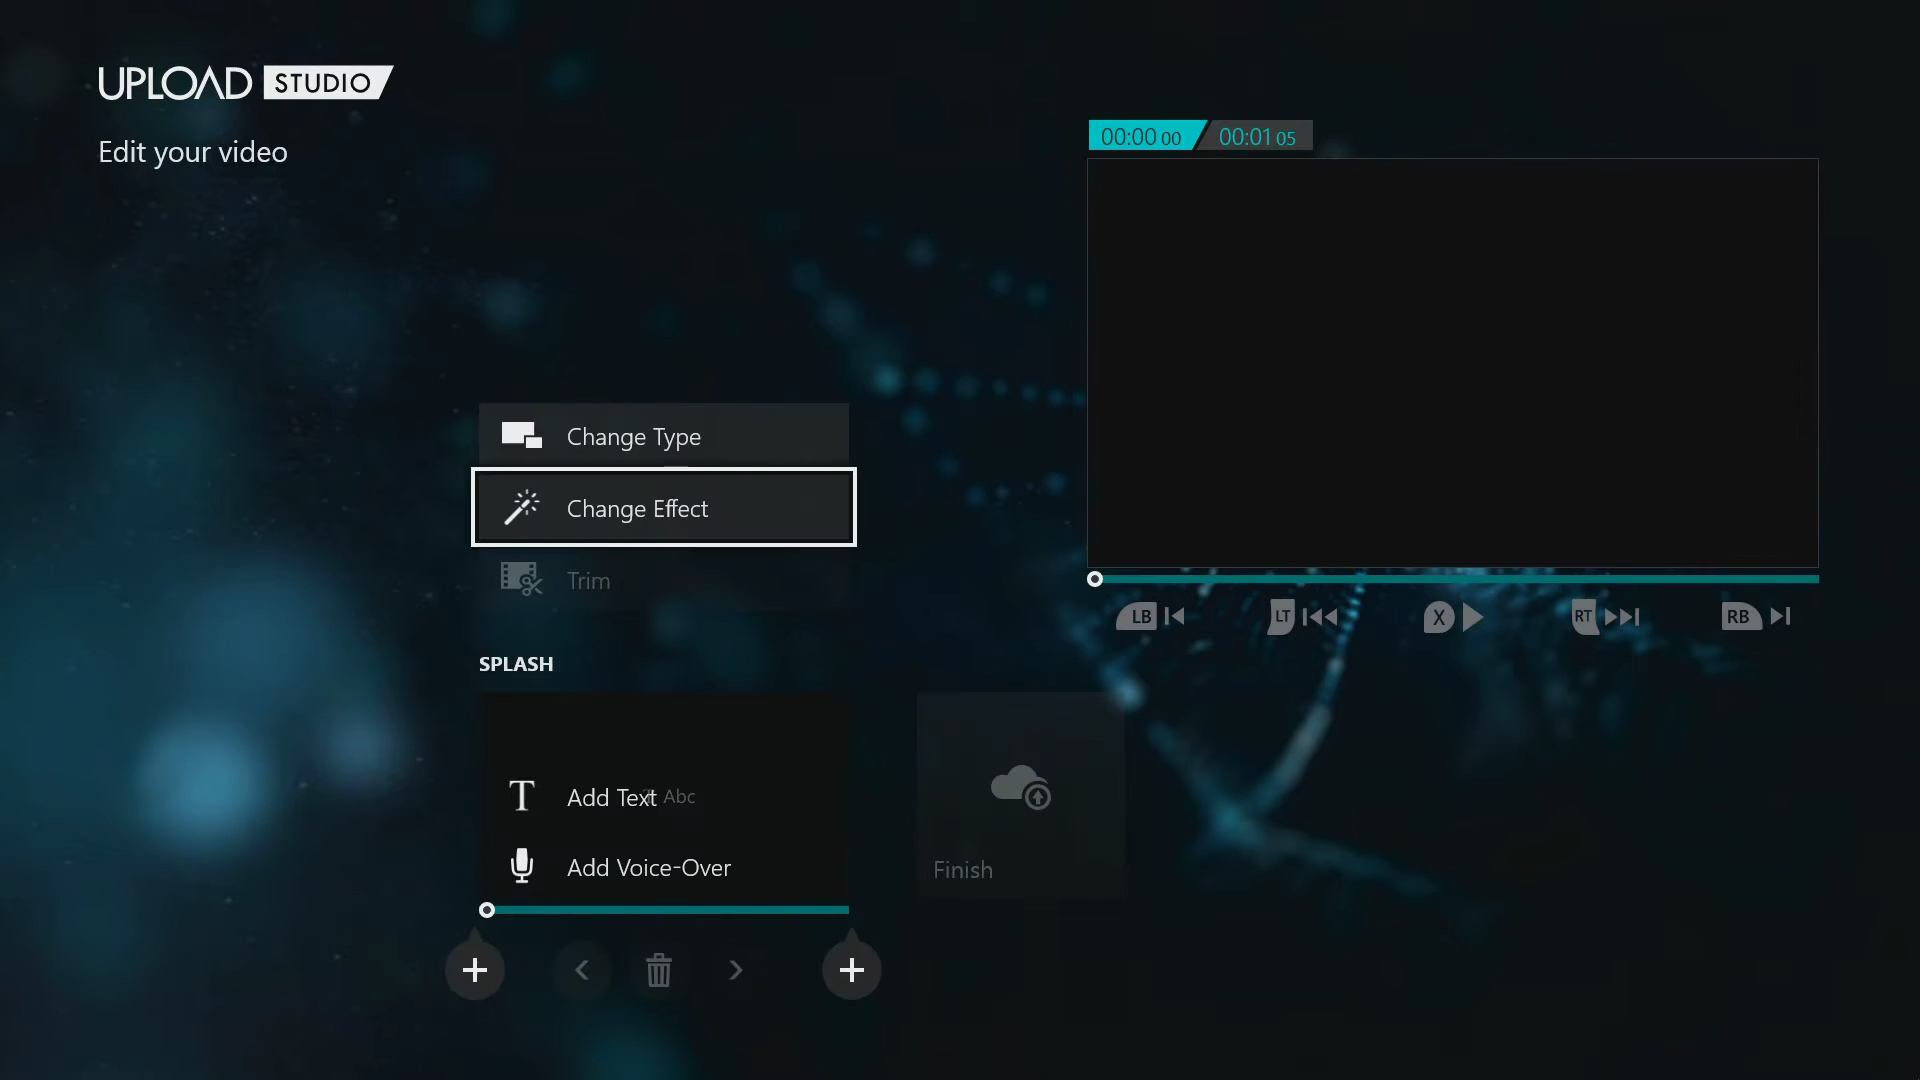 UPLOAD STUDIO
Edit your video
00:00 00 00:01 05
Change Type
Change Effect
Trim
LB LT X RT RB
SPLASH
T Add Text Abc
Add Voice-Over
Finish